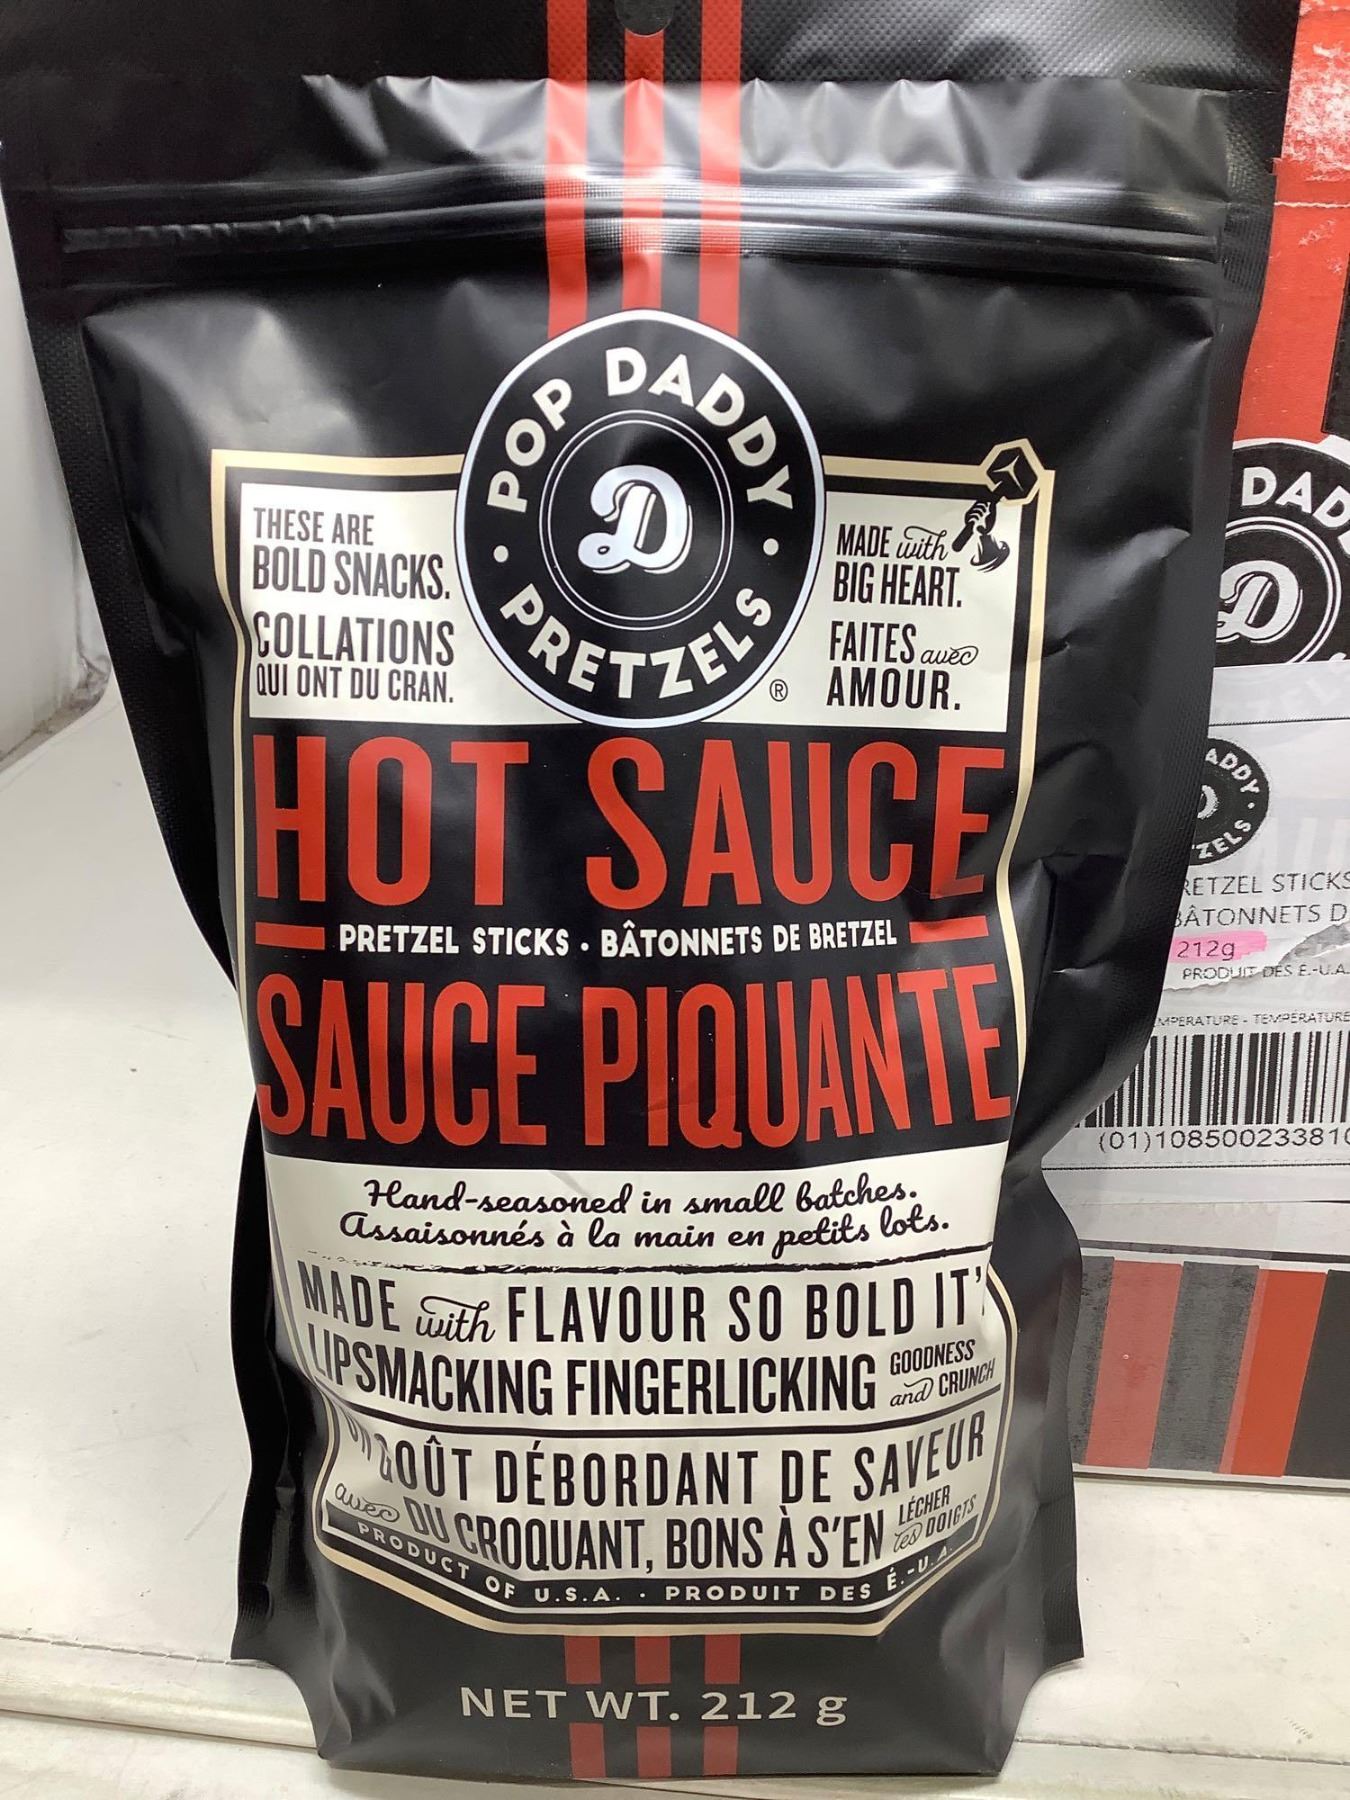 POP DADDY
D
PRETZELS
®
THESE ARE
BOLD SNACKS.
COLLATIONS
QUI ONT DU CRAN.
MADE with
BIG HEART.
FAITES avec
AMOUR.
HOT SAUCE
PRETZEL STICKS • BÂTONNETS DE BRETZEL
SAUCE PIQUANTE
Hand-seasoned in small batches.
Assaisonnés à la main en petits lots.
MADE with FLAVOUR SO BOLD IT'
LIPSMACKING FINGERLICKING GOODNESS and CRUNCH
GOÛT DÉBORDANT DE SAVEUR
avec DU CROQUANT, BONS À S'EN LÉCHER les DOIGTS
PRODUCT OF U.S.A. • PRODUIT DES É.-U.A.
NET WT. 212 g
DAD
D
ADDY
ZELS
RETZEL STICKS
BÂTONNETS D
212g
PRODUIT DES É.-U.A.
MPERATURE - TEMPERATURE
(01)108500233810